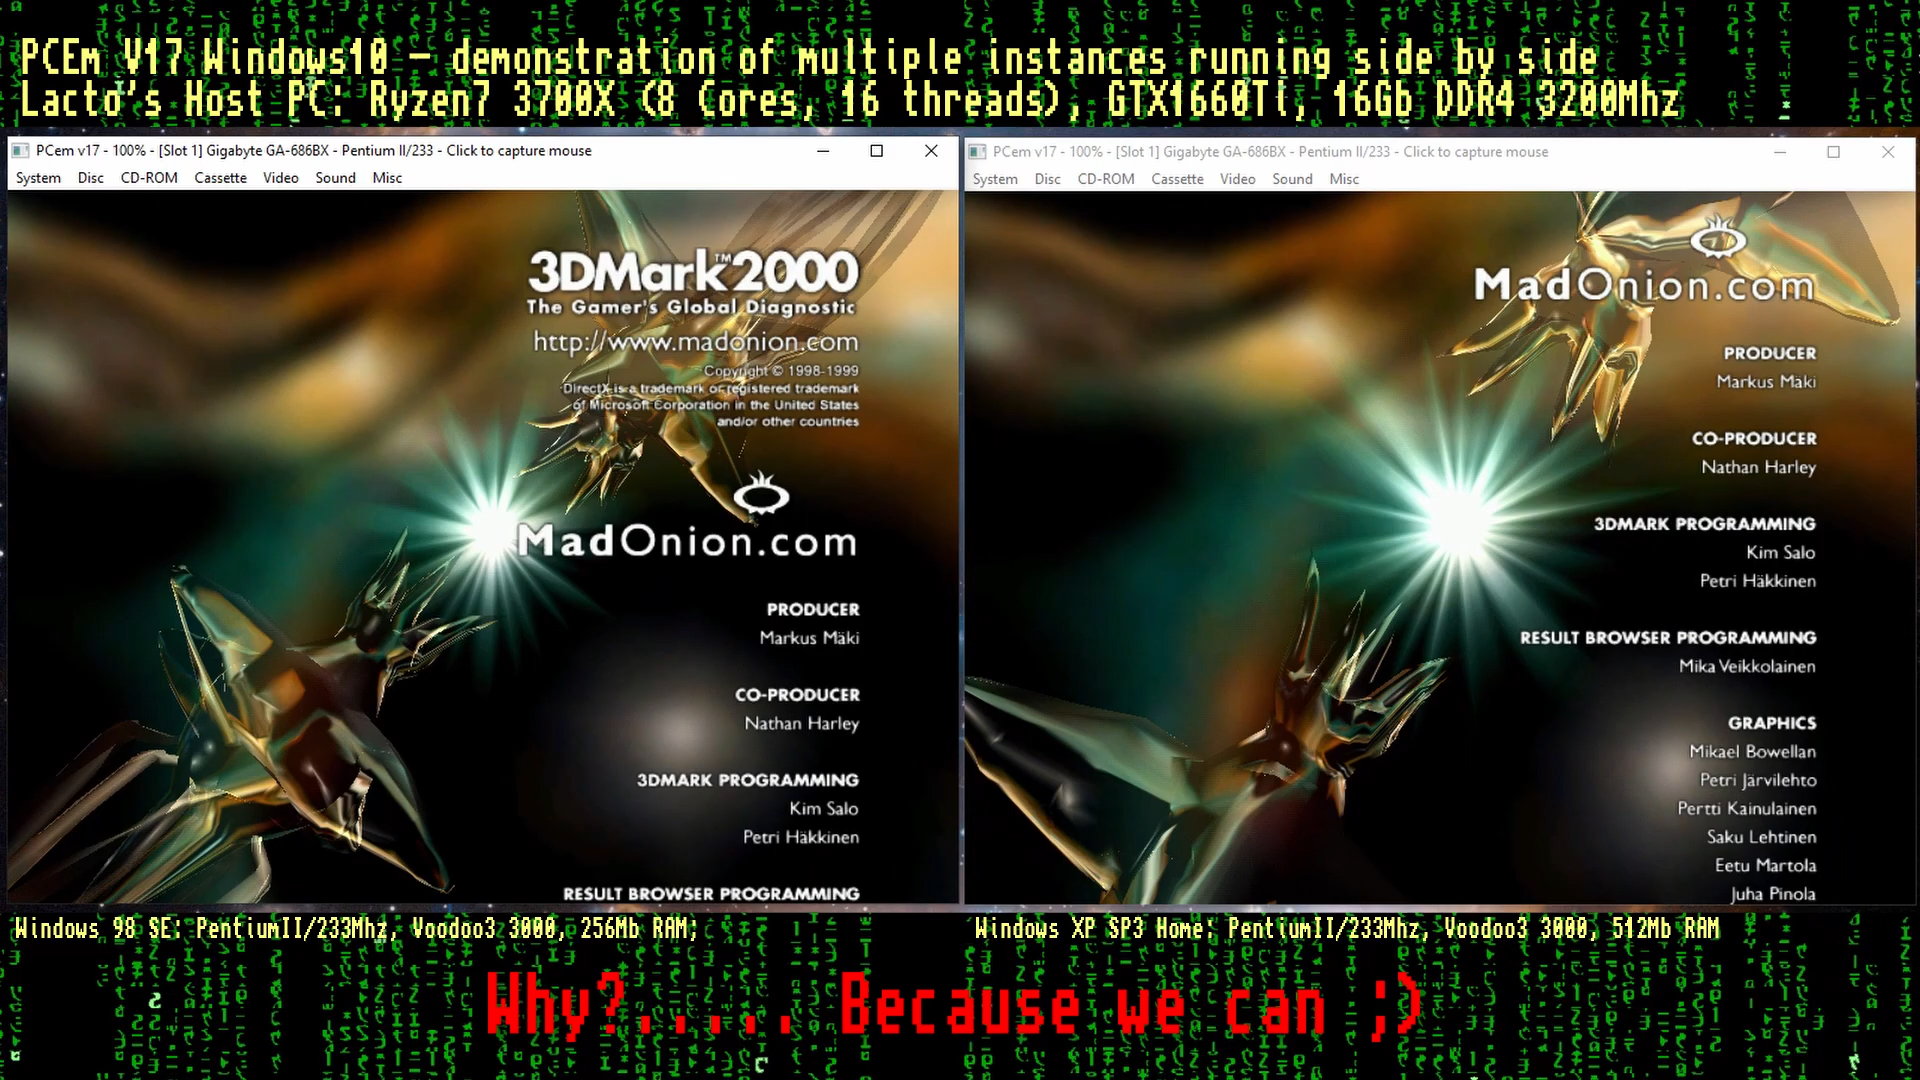 PCEm V17 Windows10 - demonstration of multiple instances running side by side
Lacto's Host PC: Ryzen7 3700X (8 Cores, 16 threads), GTX1660Ti, 16Gb DDR4 3200Mhz
PCem v17 - 100% - [Slot 1] Gigabyte GA-686BX - Pentium II/233 - Click to capture mouse
System Disc CD-ROM Cassette Video Sound Misc
3DMark™2000
The Gamer's Global Diagnostic
http://www.madonion.com
Copyright © 1998-1999
DirectX is a trademark or registered trademark
of Microsoft Corporation in the United States
and/or other countries
MadOnion.com
PRODUCER
Markus Mäki
CO-PRODUCER
Nathan Harley
3DMARK PROGRAMMING
Kim Salo
Petri Häkkinen
RESULT BROWSER PROGRAMMING
PCem v17 - 100% - [Slot 1] Gigabyte GA-686BX - Pentium II/233 - Click to capture mouse
System Disc CD-ROM Cassette Video Sound Misc
MadOnion.com
PRODUCER
Markus Mäki
CO-PRODUCER
Nathan Harley
3DMARK PROGRAMMING
Kim Salo
Petri Häkkinen
RESULT BROWSER PROGRAMMING
Mika Veikkolainen
GRAPHICS
Mikael Bowellan
Petri Järvilehto
Pertti Kainulainen
Saku Lehtinen
Eetu Martola
Juha Pinola
Windows 98 SE: PentiumII/233Mhz, Voodoo3 3000, 256Mb RAM;
Windows XP SP3 Home: PentiumII/233Mhz, Voodoo3 3000, 512Mb RAM
Why?..... Because we can ;)